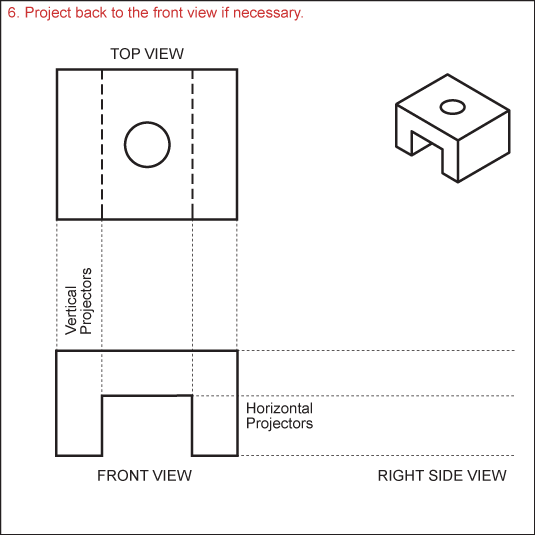 6. Project back to the front view if necessary.
TOP VIEW
Vertical
Projectors
Horizontal
Projectors
FRONT VIEW
RIGHT SIDE VIEW